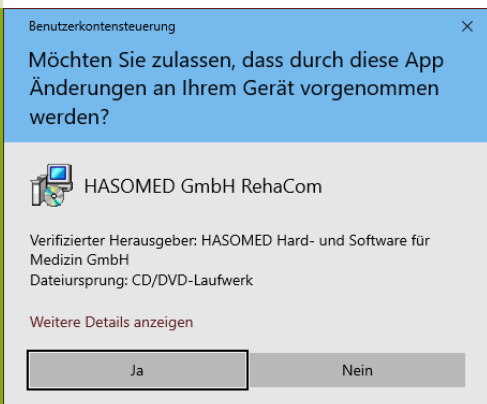 Benutzerkontensteuerung
Möchten Sie zulassen, dass durch diese App
Änderungen an Ihrem Gerät vorgenommen
werden?
HASOMED GmbH RehaCom
Verifizierter Herausgeber: HASOMED Hard- und Software für
Medizin GmbH
Dateiursprung: CD/DVD-Laufwerk
Weitere Details anzeigen
Ja
Nein